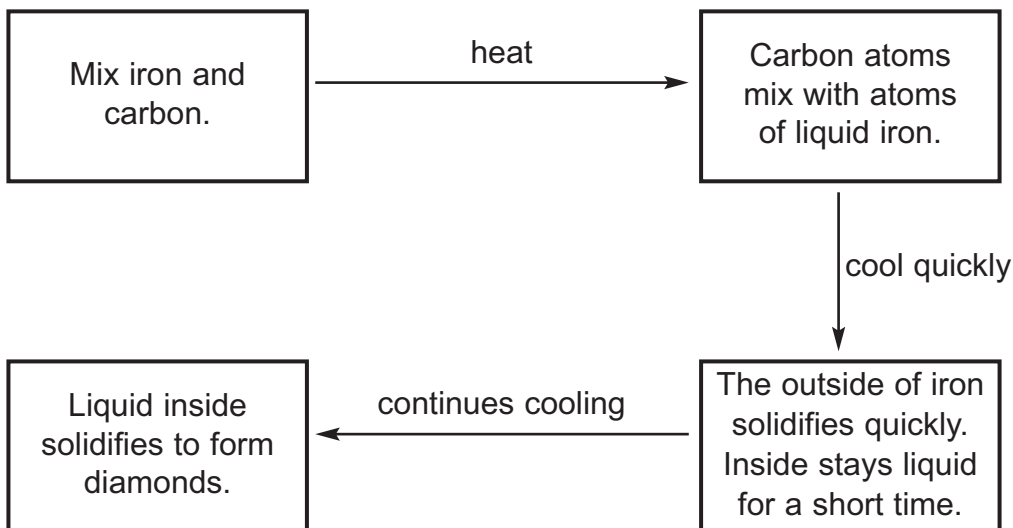 Mix iron and
carbon.
heat
Carbon atoms
mix with atoms
of liquid iron.
cool quickly
The outside of iron
solidifies quickly.
Inside stays liquid
for a short time.
continues cooling
Liquid inside
solidifies to form
diamonds.